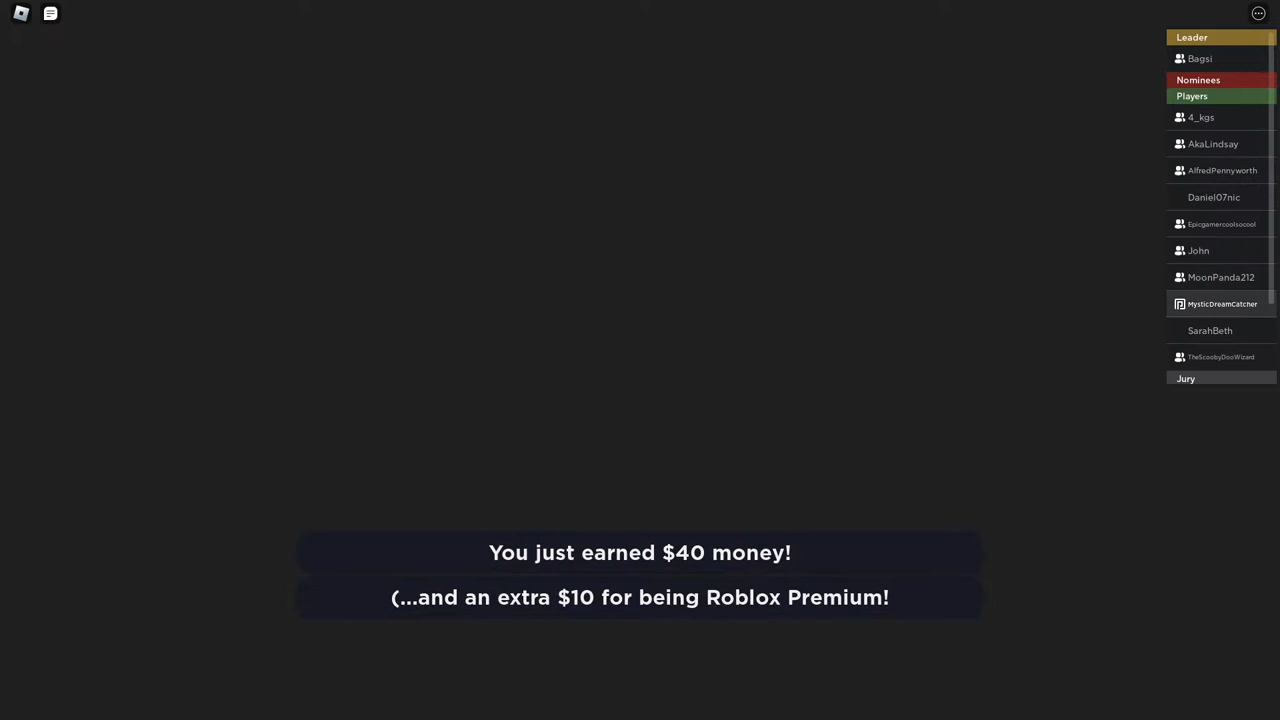 Leader
Bagsi
Nominees
Players
4_kgs
AkaLindsay
AlfredPennyworth
Daniel07nic
Epicgamercoolsocool
John
MoonPanda212
MysticDreamCatcher
SarahBeth
TheScoobyDooWizard
Jury
You just earned $40 money!
(...and an extra $10 for being Roblox Premium!